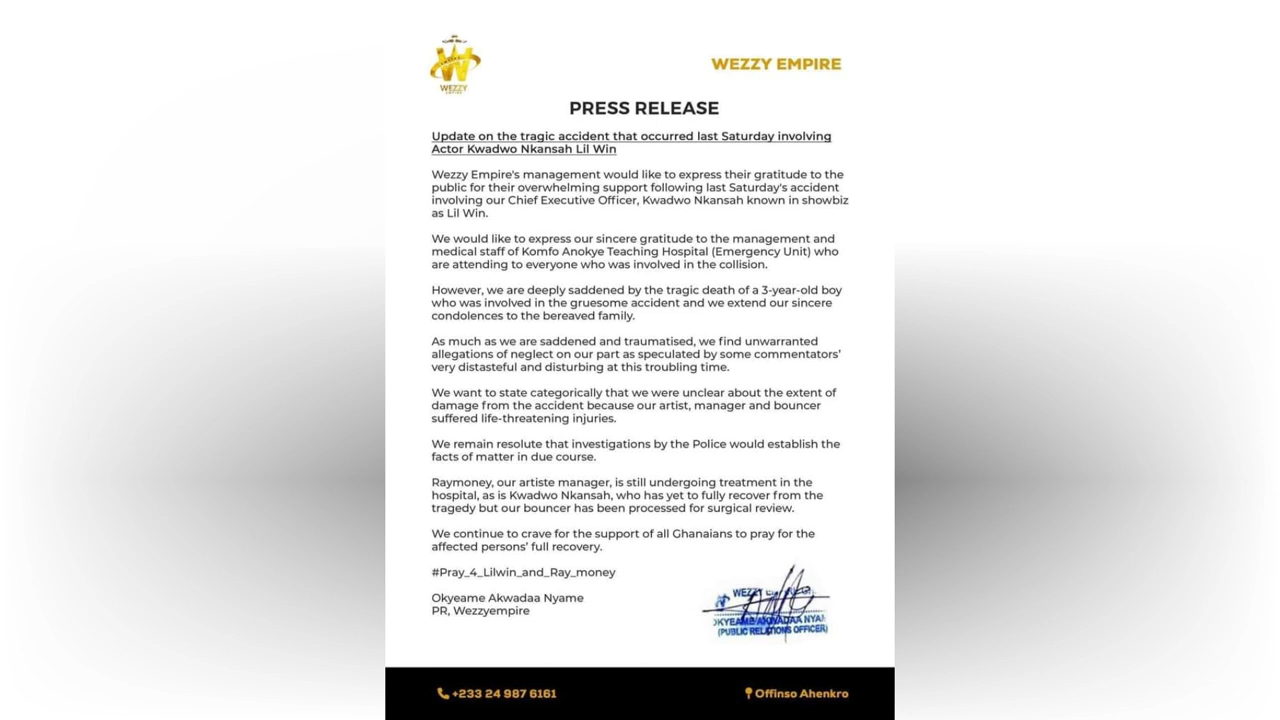 WEZZY
EMPIRE
WEZZY EMPIRE
PRESS RELEASE
Update on the tragic accident that occurred last Saturday involving
Actor Kwadwo Nkansah Lil Win
Wezzy Empire's management would like to express their gratitude to the
public for their overwhelming support following last Saturday's accident
involving our Chief Executive Officer, Kwadwo Nkansah known in showbiz
as Lil Win.
We would like to express our sincere gratitude to the management and
medical staff of Komfo Anokye Teaching Hospital (Emergency Unit) who
are attending to everyone who was involved in the collision.
However, we are deeply saddened by the tragic death of a 3-year-old boy
who was involved in the gruesome accident and we extend our sincere
condolences to the bereaved family.
As much as we are saddened and traumatised, we find unwarranted
allegations of neglect on our part as speculated by some commentators'
very distasteful and disturbing at this troubling time.
We want to state categorically that we were unclear about the extent of
damage from the accident because our artist, manager and bouncer
suffered life-threatening injuries.
We remain resolute that investigations by the Police would establish the
facts of matter in due course.
Raymoney, our artiste manager, is still undergoing treatment in the
hospital, as is Kwadwo Nkansah, who has yet to fully recover from the
tragedy but our bouncer has been processed for surgical review.
We continue to crave for the support of all Ghanaians to pray for the
affected persons' full recovery.
#Pray_4_Lilwin_and_Ray_money
Okyeame Akwadaa Nyame
PR, Wezzyempire
WEZZY
(PUBLIC RELATIONS OFFICER)
+233 24 987 6161
Offinso Ahenkro